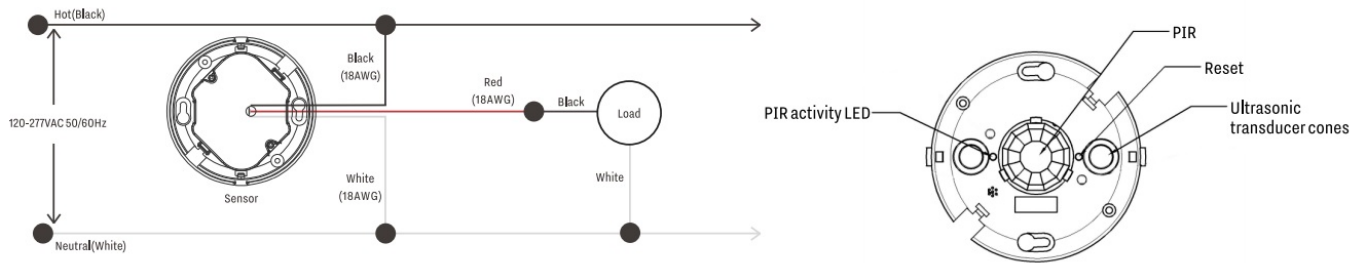 Hot(Black)
Black
(18AWG)
Red
(18AWG)
Black
Load
120-277VAC 50/60Hz
White
(18AWG)
White
Sensor
Neutral(White)
PIR
Reset
PIR activity LED
Ultrasonic
transducer cones